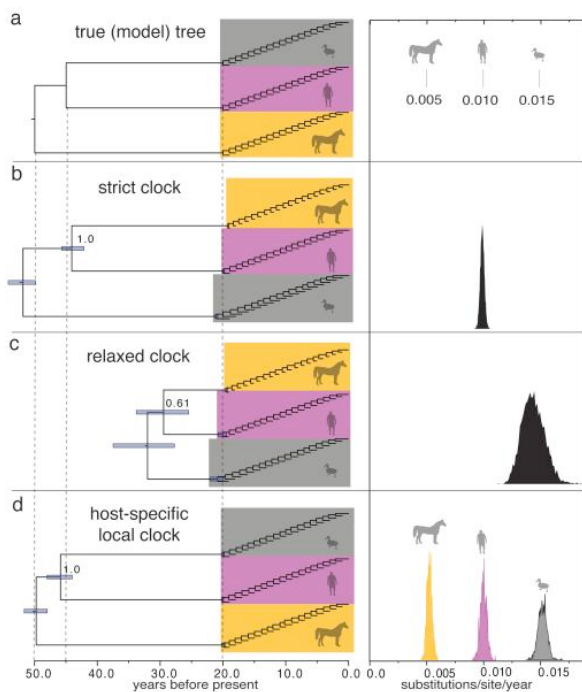 a
true (model) tree
0.005 0.010 0.015
b
strict clock
1.0
c
relaxed clock
0.61
d
host-specific
local clock
1.0
50.0 40.0 30.0 20.0 10.0 0.0
years before present
0.0 0.005 0.010 0.015
substitutions/site/year